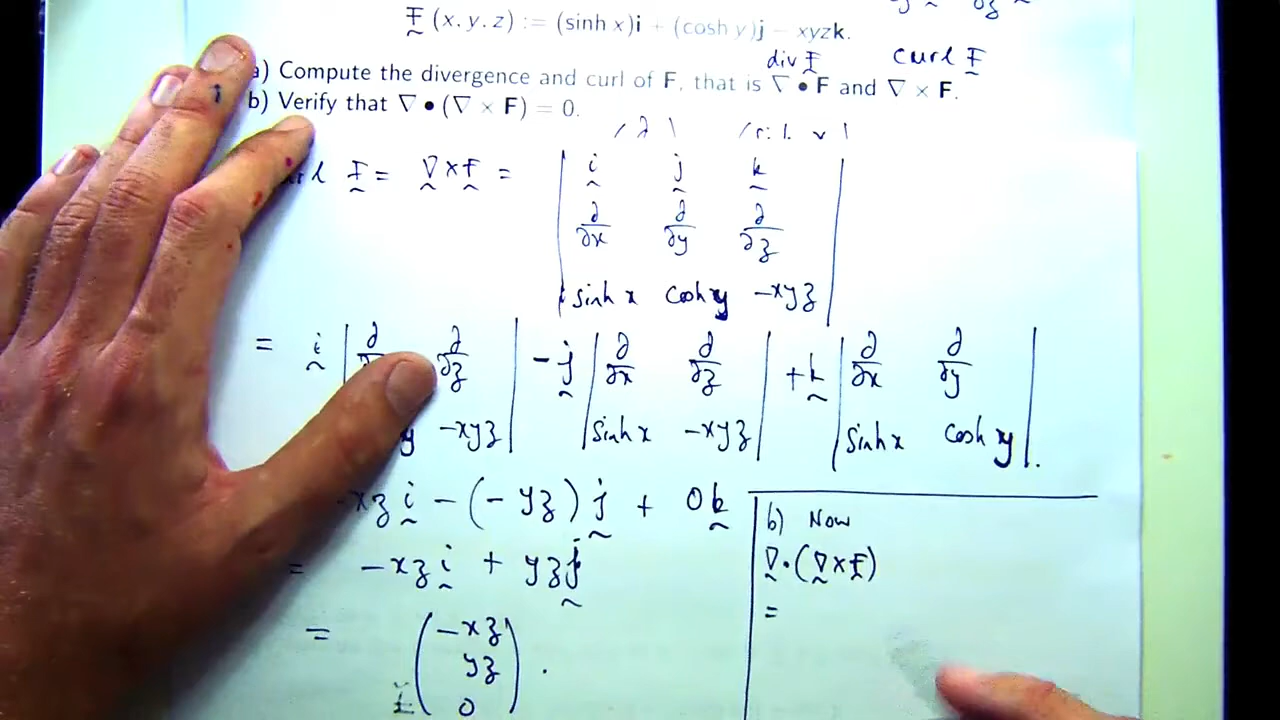 F (x, y, z) := (sinh x)i + (cosh y)j − xyzk.
div F curl F
a) Compute the divergence and curl of F, that is ∇ • F and ∇ × F.
b) Verify that ∇ • (∇ × F) = 0.
F = ∇ × F = | i j k |
| ∂/∂x ∂/∂y ∂/∂z |
| sinh x cosh y −xyz |
= i | ∂ ∂/∂z | − j | ∂/∂x ∂/∂z | + k | ∂/∂x ∂/∂y |
y −xyz | | sinh x −xyz | | sinh x cosh y | .
xz i − (− yz) j + 0 k
= −xz i + yz j
= ( −xz
yz
0 ) .
b) Now
∇ • (∇ × F)
=